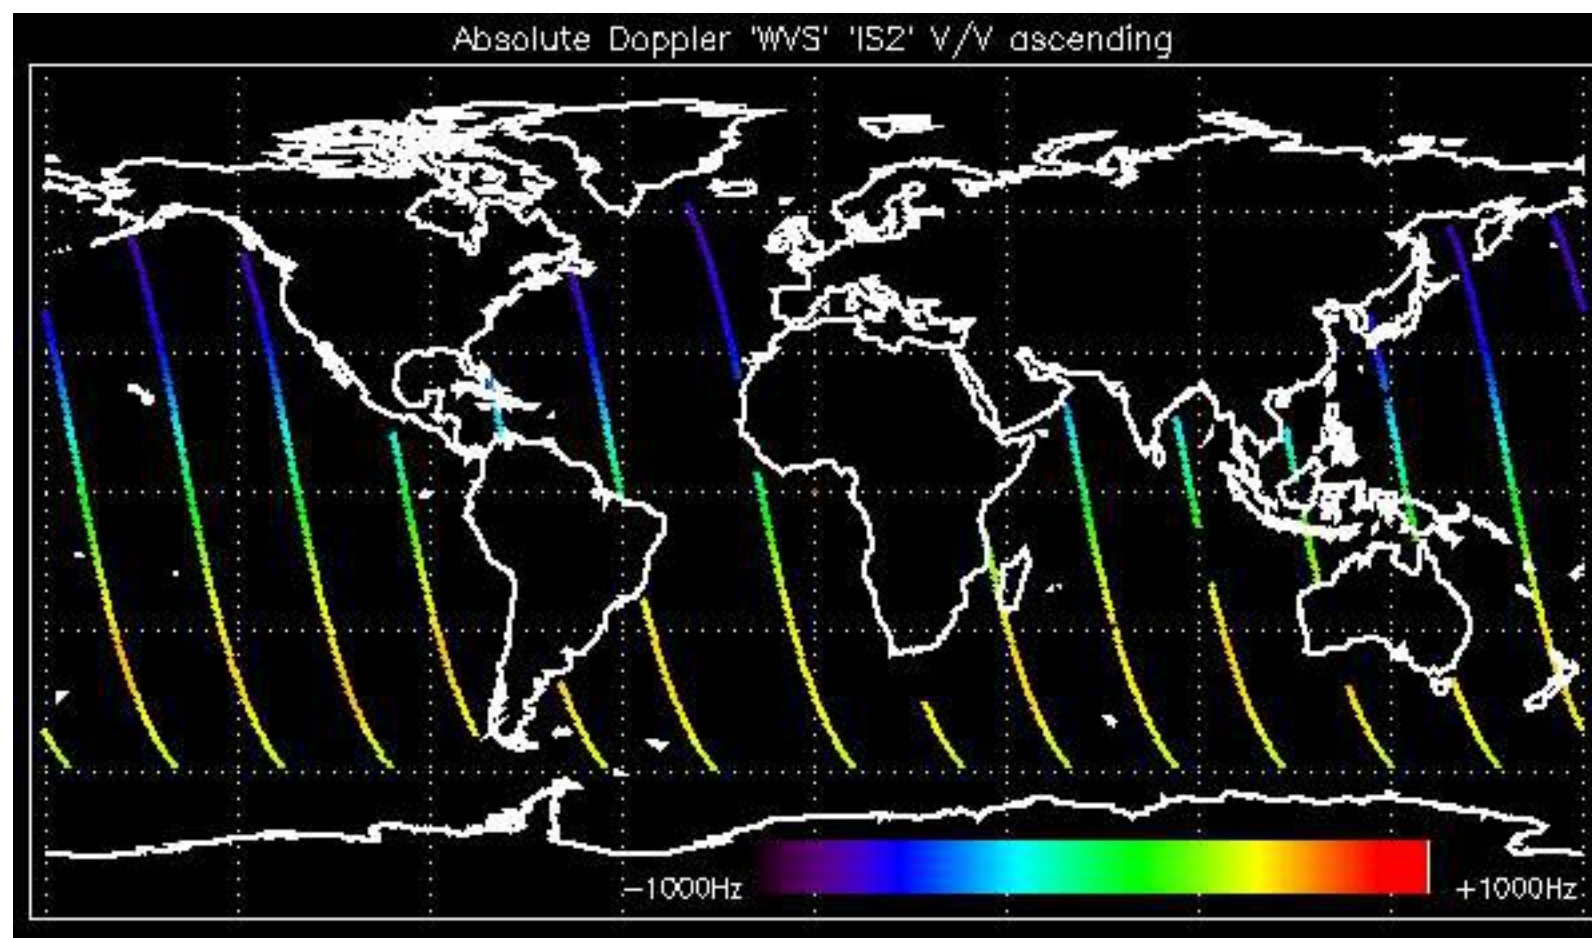 Absolute Doppler 'WVS' 'IS2' V/V ascending
-1000Hz
+1000Hz